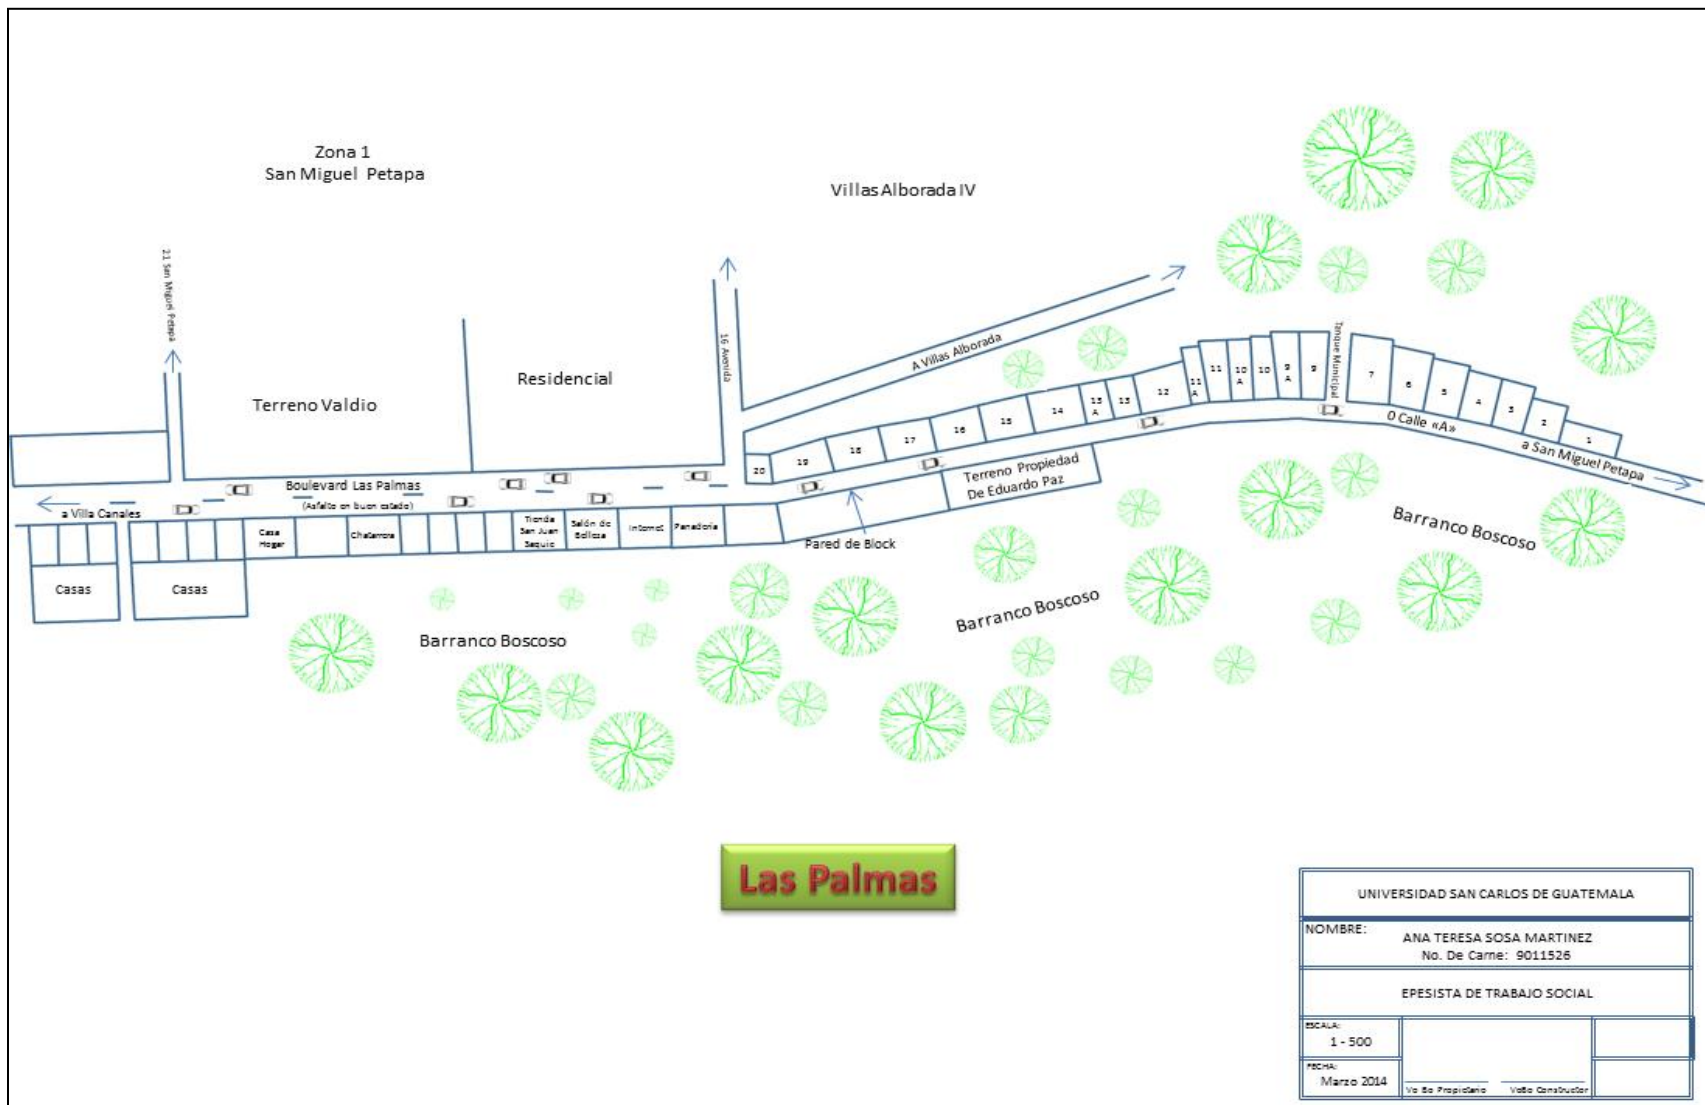 Zona 1
San Miguel Petapa
Villas Alborada IV
21 San Miguel Petapa
16 Avenida
A Villas Alborada
Terreno Valdio
Residencial
Tanque Municipal
20
19
18
17
16
15
14
13 A
13
12
11 A
11
10 A
10
9 A
9
7
6
5
4
3
2
1
0 Calle «A»
a San Miguel Petapa
Boulevard Las Palmas
(Asfalto en buen estado)
a Villa Canales
Terreno Propiedad
De Eduardo Paz
Pared de Block
Casa
Hogar
Chatarrera
Tienda
San Juan
Saquic
Salón de
Belleza
Internet
Panadería
Casas
Casas
Barranco Boscoso
Barranco Boscoso
Barranco Boscoso
Las Palmas
UNIVERSIDAD SAN CARLOS DE GUATEMALA
NOMBRE:
ANA TERESA SOSA MARTINEZ
No. De Carne: 9011526
EPESISTA DE TRABAJO SOCIAL
ESCALA:
1 - 500
FECHA:
Marzo 2014
Vo Bo Propietario
VoBo Constructor